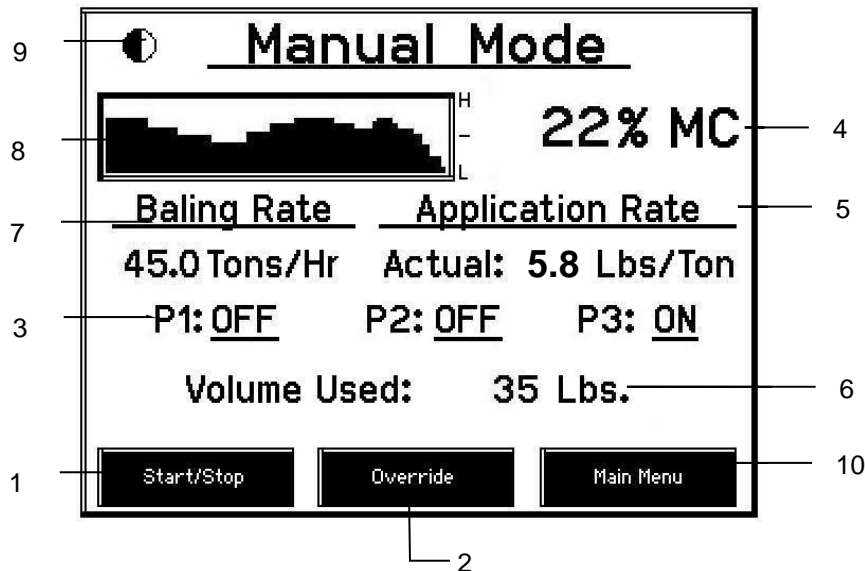 9 Manual Mode
H
8 – 22% MC 4
L
Baling Rate Application Rate 5
7
45.0 Tons/Hr Actual: 5.8 Lbs/Ton
3 P1: OFF P2: OFF P3: ON
Volume Used: 35 Lbs. 6
1 Start/Stop Override Main Menu 10
2